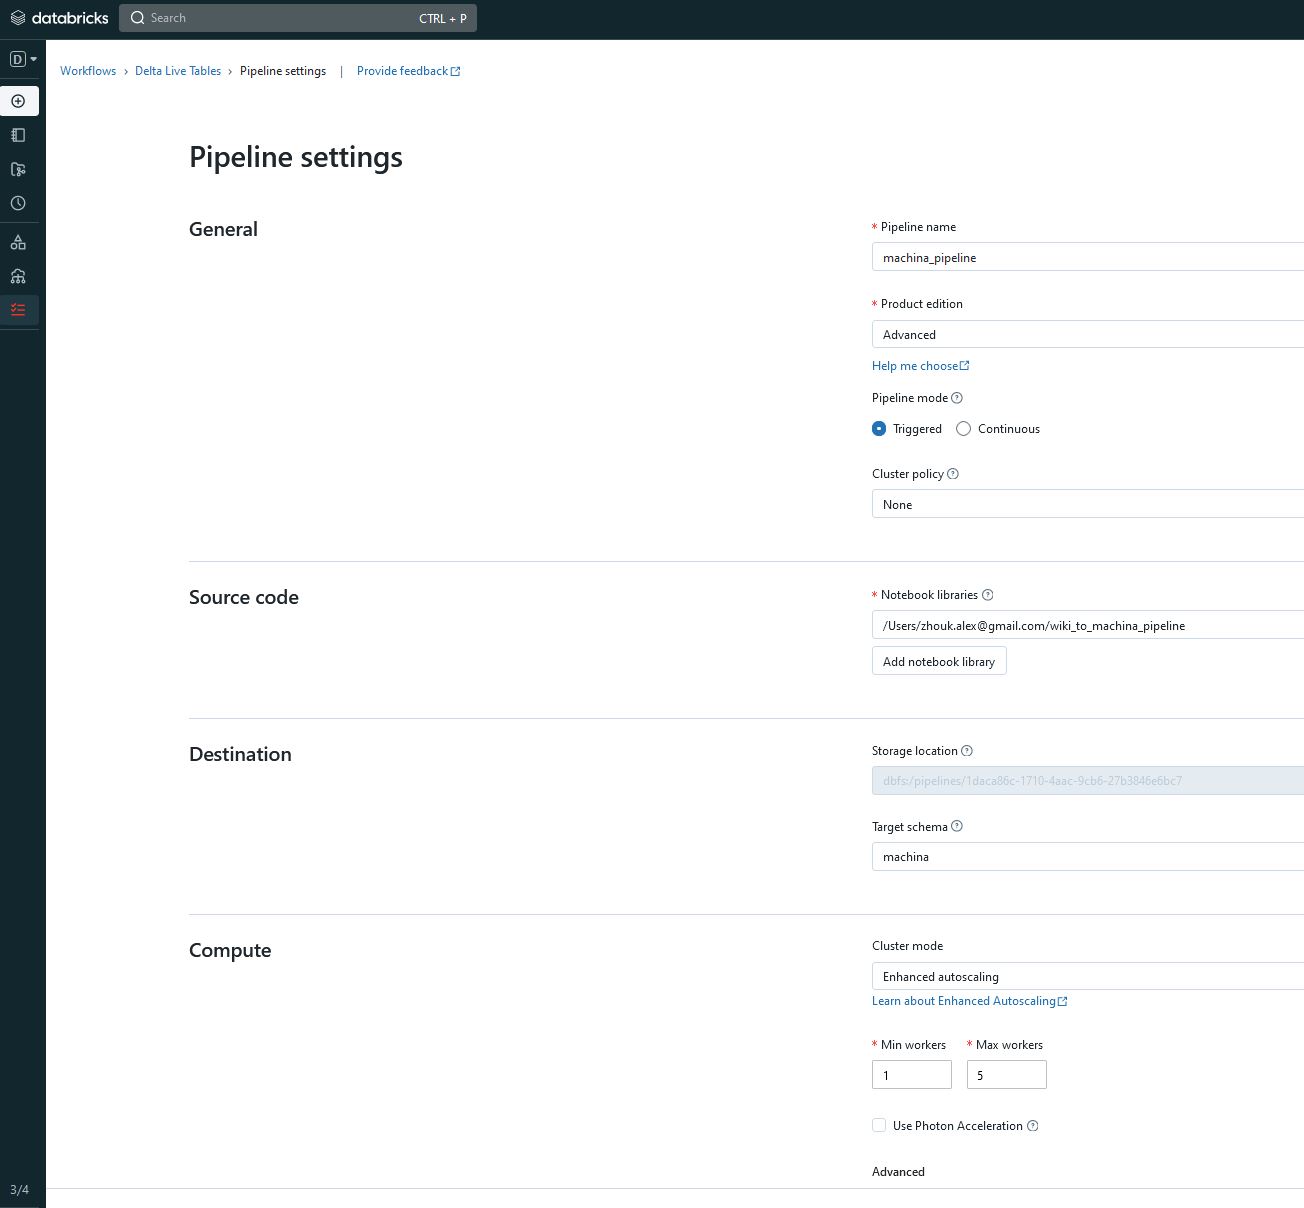 databricks
Search CTRL + P
D
Workflows › Delta Live Tables › Pipeline settings | Provide feedback
Pipeline settings
General
* Pipeline name
machina_pipeline
* Product edition
Advanced
Help me choose
Pipeline mode ?
Triggered Continuous
Cluster policy ?
None
Source code
* Notebook libraries ?
/Users/zhouk.alex@gmail.com/wiki_to_machina_pipeline
Add notebook library
Destination
Storage location ?
dbfs:/pipelines/1daca86c-1710-4aac-9cb6-27b3846e6bc7
Target schema ?
machina
Compute
Cluster mode
Enhanced autoscaling
Learn about Enhanced Autoscaling
* Min workers * Max workers
1 5
Use Photon Acceleration ?
Advanced
3/4